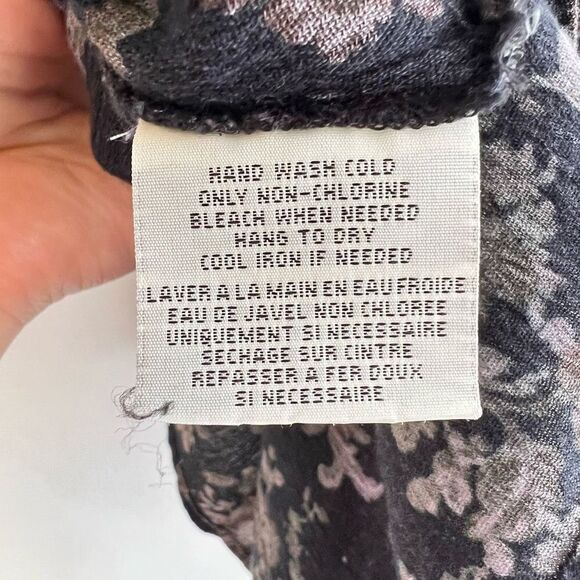 HAND WASH COLD
ONLY NON-CHLORINE
BLEACH WHEN NEEDED
HANG TO DRY
COOL IRON IF NEEDED
LAVER A LA MAIN EN EAU FROIDE
EAU DE JAVEL NON CHLOREE
UNIQUEMENT SI NECESSAIRE
SECHAGE SUR CINTRE
REPASSER A FER DOUX
SI NECESSAIRE